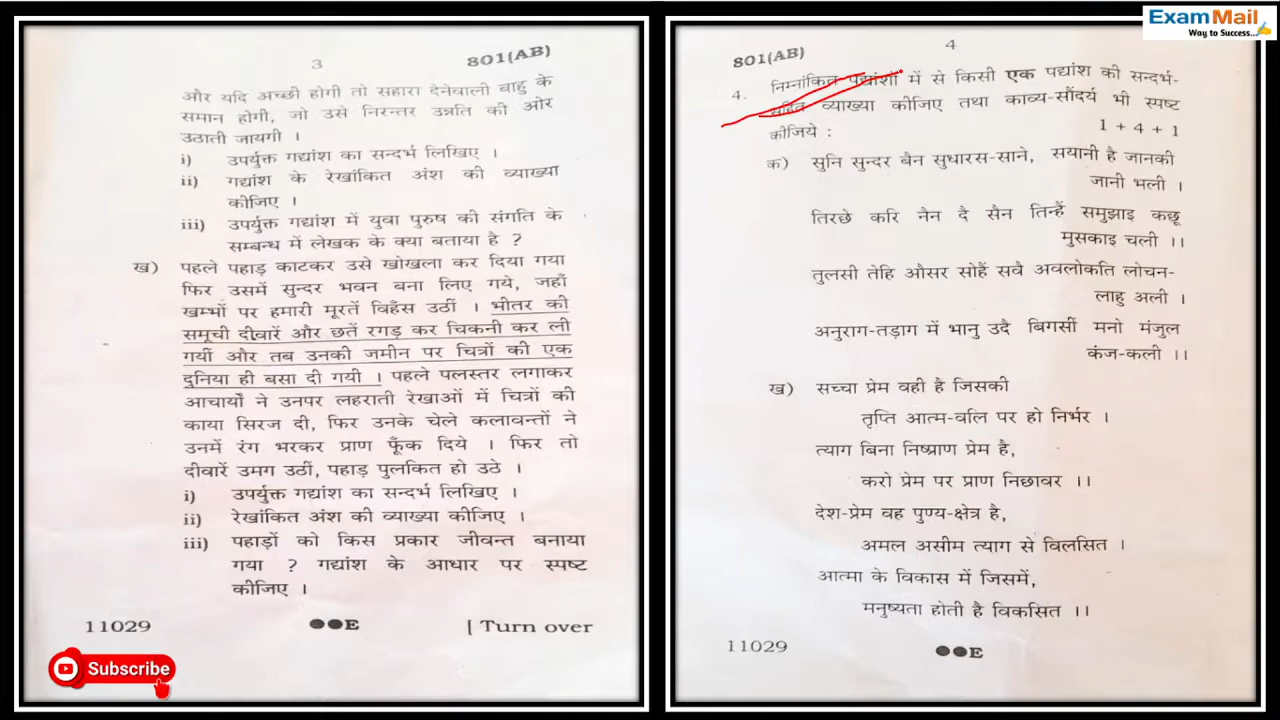 3
801(AB)
और यदि अच्छी होगी तो सहारा देनेवाली बाहु के
समान होगी, जो उसे निरन्तर उन्नति की ओर
उठाती जायगी ।
i) उपर्युक्त गद्यांश का सन्दर्भ लिखिए ।
ii) गद्यांश के रेखांकित अंश की व्याख्या
कीजिए ।
iii) उपर्युक्त गद्यांश में युवा पुरुष की संगति के
सम्बन्ध में लेखक के क्या बताया है ?
ख) पहले पहाड़ काटकर उसे खोखला कर दिया गया
फिर उसमें सुन्दर भवन बना लिए गये, जहाँ
खम्भों पर हमारी मूरतें विहँस उठीं । भीतर की
समूची दीवारें और छतें रगड़ कर चिकनी कर ली
गयीं और तब उनकी जमीन पर चित्रों की एक
दुनिया ही बसा दी गयी । पहले पलस्तर लगाकर
आचार्यों ने उनपर लहराती रेखाओं में चित्रों की
काया सिरज दी, फिर उनके चेले कलावन्तों ने
उनमें रंग भरकर प्राण फूँक दिये । फिर तो
दीवारें उमग उठीं, पहाड़ पुलकित हो उठे ।
i) उपर्युक्त गद्यांश का सन्दर्भ लिखिए ।
ii) रेखांकित अंश की व्याख्या कीजिए ।
iii) पहाड़ों को किस प्रकार जीवन्त बनाया
गया ? गद्यांश के आधार पर स्पष्ट
कीजिए ।
11029 ●●E [ Turn over
Subscribe
ExamMail
Way to Success...
801(AB)
4
4. निम्नांकित पद्यांशों में से किसी एक पद्यांश की सन्दर्भ-
सहित व्याख्या कीजिए तथा काव्य-सौंदर्य भी स्पष्ट
कीजिये : 1 + 4 + 1
क) सुनि सुन्दर बैन सुधारस-साने, सयानी है जानकी
जानी भली ।
तिरछे करि नैन दै सैन तिन्हैं समुझाइ कछू
मुसकाइ चली ।।
तुलसी तेहि औसर सोहैं सवै अवलोकति लोचन-
लाहु अली ।
अनुराग-तड़ाग में भानु उदै बिगसीं मनो मंजुल
कंज-कली ।।
ख) सच्चा प्रेम वही है जिसकी
तृप्ति आत्म-वलि पर हो निर्भर ।
त्याग बिना निष्प्राण प्रेम है,
करो प्रेम पर प्राण निछावर ।।
देश-प्रेम वह पुण्य-क्षेत्र है,
अमल असीम त्याग से विलसित ।
आत्मा के विकास में जिसमें,
मनुष्यता होती है विकसित ।।
11029 ●●E